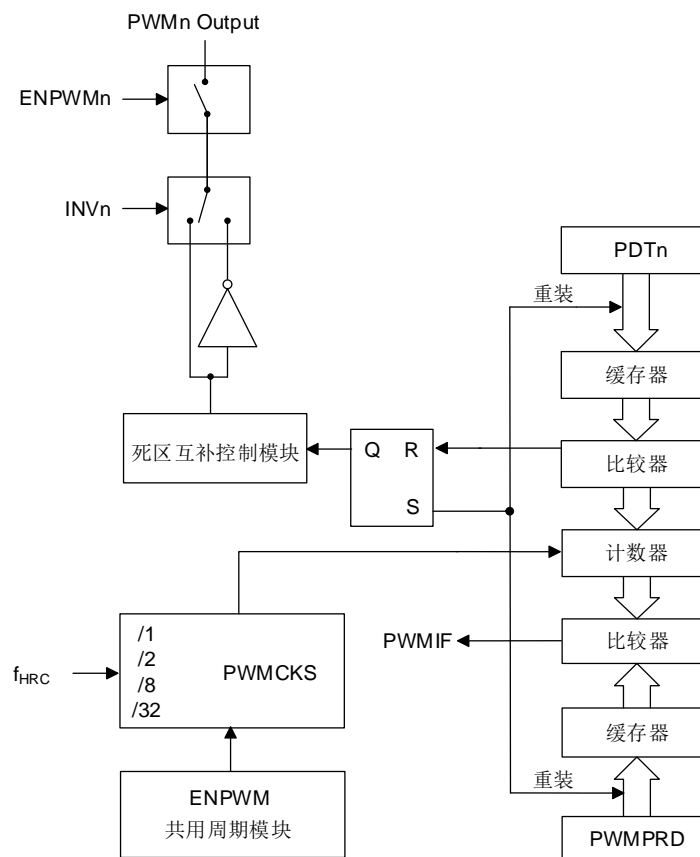 PWMn Output
ENPWMn
INVn
PDTn
重装
缓存器
死区互补控制模块
Q R
S
比较器
计数器
/1
/2
/8
/32
PWMCKS
fHRC
PWMIF
比较器
缓存器
重装
ENPWM
共用周期模块
PWMPRD